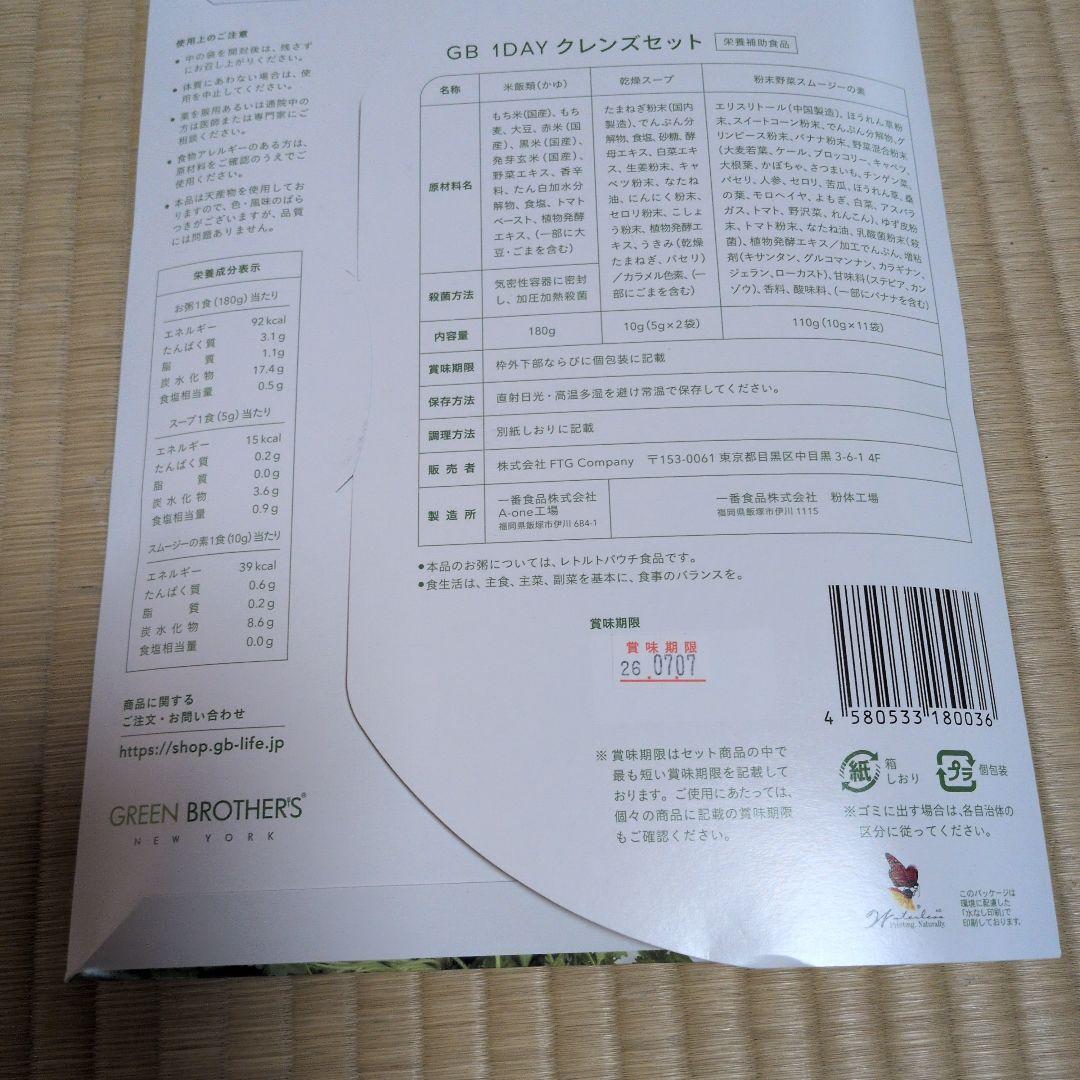 使用上のご注意
• 中の袋を開封後は、残さず
にお召し上がりください。
• 体質にあわない場合は、使
用を中止してください。
• 薬を服用あるいは通院中の
方は医師または専門家にご
相談ください。
• 食物アレルギーのある方は、
原材料をご確認のうえでご
使用ください。
• 本品は天産物を使用してお
りますので、色・風味のばら
つきがございますが、品質
には問題ありません。
栄養成分表示
お粥1食(180g)当たり
エネルギー 92kcal
たんぱく質 3.1g
脂質 1.1g
炭水化物 17.4g
食塩相当量 0.5g
スープ1食(5g)当たり
エネルギー 15kcal
たんぱく質 0.2g
脂質 0.0g
炭水化物 3.6g
食塩相当量 0.9g
スムージーの素1食(10g)当たり
エネルギー 39kcal
たんぱく質 0.6g
脂質 0.2g
炭水化物 8.6g
食塩相当量 0.0g
商品に関する
ご注文・お問い合わせ
https://shop.gb-life.jp
GREEN BROTHER'S®
NEW YORK
GB 1DAY クレンズセット 栄養補助食品
名称 米飯類(かゆ) 乾燥スープ 粉末野菜スムージーの素
原材料名
もち米(国産)、もち
麦、大豆、赤米(国
産)、黒米(国産)、
発芽玄米(国産)、
野菜エキス、香辛
料、たん白加水分
解物、食塩、トマト
ペースト、植物発酵
エキス、(一部に大
豆・ごまを含む)
たまねぎ粉末(国内
製造)、でんぷん分
解物、食塩、砂糖、酵
母エキス、白菜エキ
ス、生姜粉末、キャ
ベツ粉末、なたね
油、にんにく粉末、
セロリ粉末、こしょ
う粉末、植物発酵エ
キス、うきみ(乾燥
たまねぎ、パセリ)
/カラメル色素、(一
部にごまを含む)
エリスリトール(中国製造)、ほうれん草粉
末、スイートコーン粉末、でんぷん分解物、グ
リンピース粉末、バナナ粉末、野菜混合粉末
(大麦若葉、ケール、ブロッコリー、キャベツ、
大根葉、かぼちゃ、さつまいも、チンゲン菜、
パセリ、人参、セロリ、苦瓜、ほうれん草、桑
の葉、モロヘイヤ、よもぎ、白菜、アスパラ
ガス、トマト、野沢菜、れんこん)、ゆず皮粉
末、トマト粉末、なたね油、乳酸菌粉末(殺
菌)、植物発酵エキス/加工でんぷん、増粘
剤(キサンタン、グルコマンナン、カラギナン、
ジェラン、ローカスト)、甘味料(ステビア、カン
ゾウ)、香料、酸味料、(一部にバナナを含む)
殺菌方法 気密性容器に密封
し、加圧加熱殺菌
内容量 180g 10g(5g×2袋) 110g(10g×11袋)
賞味期限 枠外下部ならびに個包装に記載
保存方法 直射日光・高温多湿を避け常温で保存してください。
調理方法 別紙しおりに記載
販売者 株式会社 FTG Company 〒153-0061 東京都目黒区中目黒 3-6-1 4F
製造所
一番食品株式会社
A-one工場
福岡県飯塚市伊川 684-1
一番食品株式会社 粉体工場
福岡県飯塚市伊川 1115
•本品のお粥については、レトルトパウチ食品です。
•食生活は、主食、主菜、副菜を基本に、食事のバランスを。
賞味期限
賞味期限
26.07.07
4 580533 180036
※賞味期限はセット商品の中で
最も短い賞味期限を記載して
おります。ご使用にあたっては、
個々の商品に記載の賞味期限
もご確認ください。
紙 箱
しおり
プラ 個包装
※ゴミに出す場合は、各自治体の
区分に従ってください。
Waterless
Printing. Naturally.
このパッケージは
環境に配慮した
「水なし印刷」で
印刷しております。